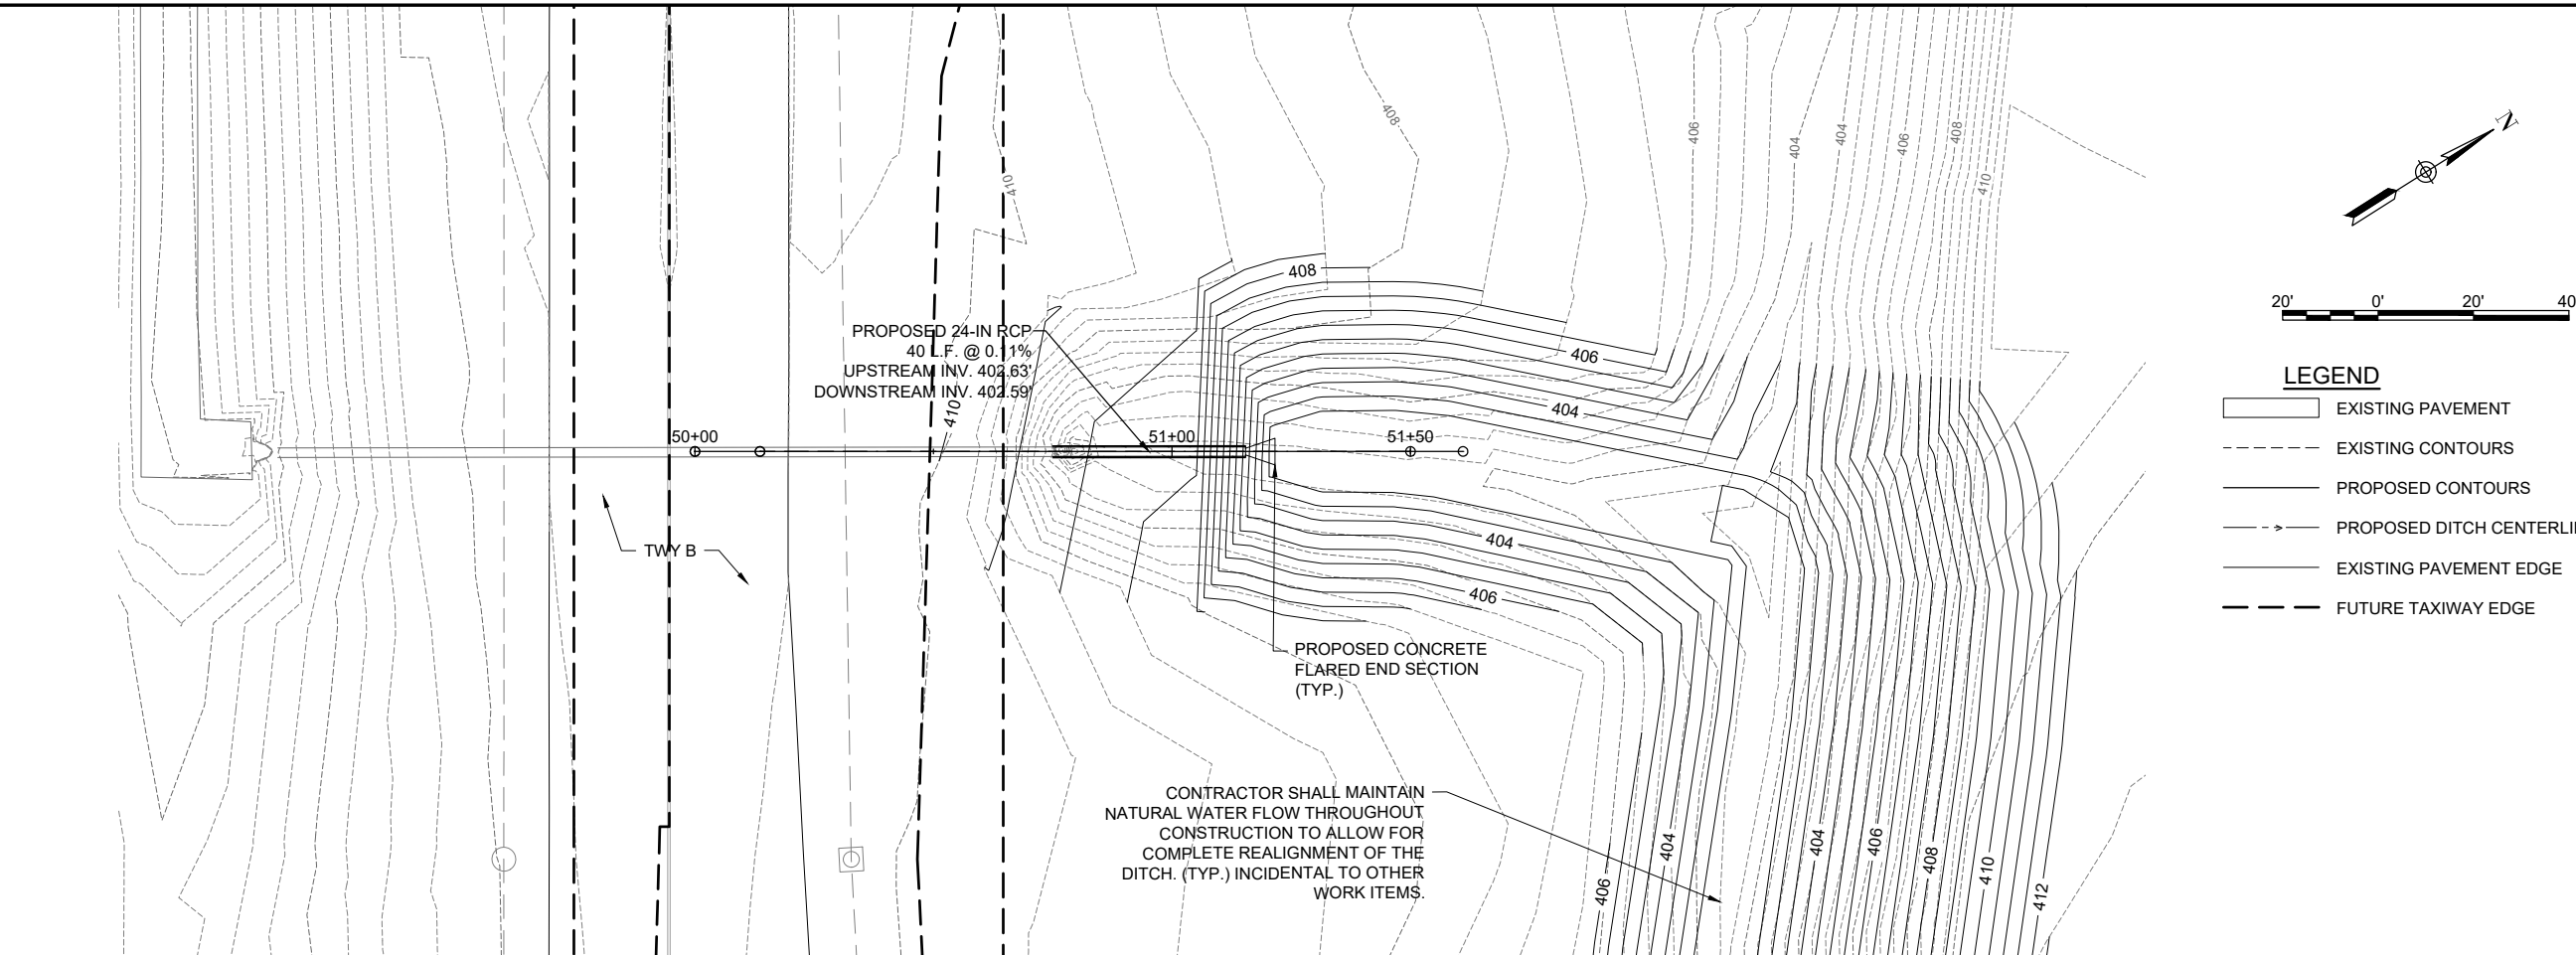 408
410
406
404
404
406
408
410
N
20'
0'
20'
40
408
PROPOSED 24-IN RCP
40 L.F. @ 0.11%
UPSTREAM INV. 402.63'
DOWNSTREAM INV. 402.59'
406
404
410
50+00
51+00
51+50
TWY B
404
406
PROPOSED CONCRETE
FLARED END SECTION
(TYP.)
CONTRACTOR SHALL MAINTAIN
NATURAL WATER FLOW THROUGHOUT
CONSTRUCTION TO ALLOW FOR
COMPLETE REALIGNMENT OF THE
DITCH. (TYP.) INCIDENTAL TO OTHER
WORK ITEMS.
406
404
404
406
408
410
412
LEGEND
EXISTING PAVEMENT
EXISTING CONTOURS
PROPOSED CONTOURS
PROPOSED DITCH CENTERLI
EXISTING PAVEMENT EDGE
FUTURE TAXIWAY EDGE